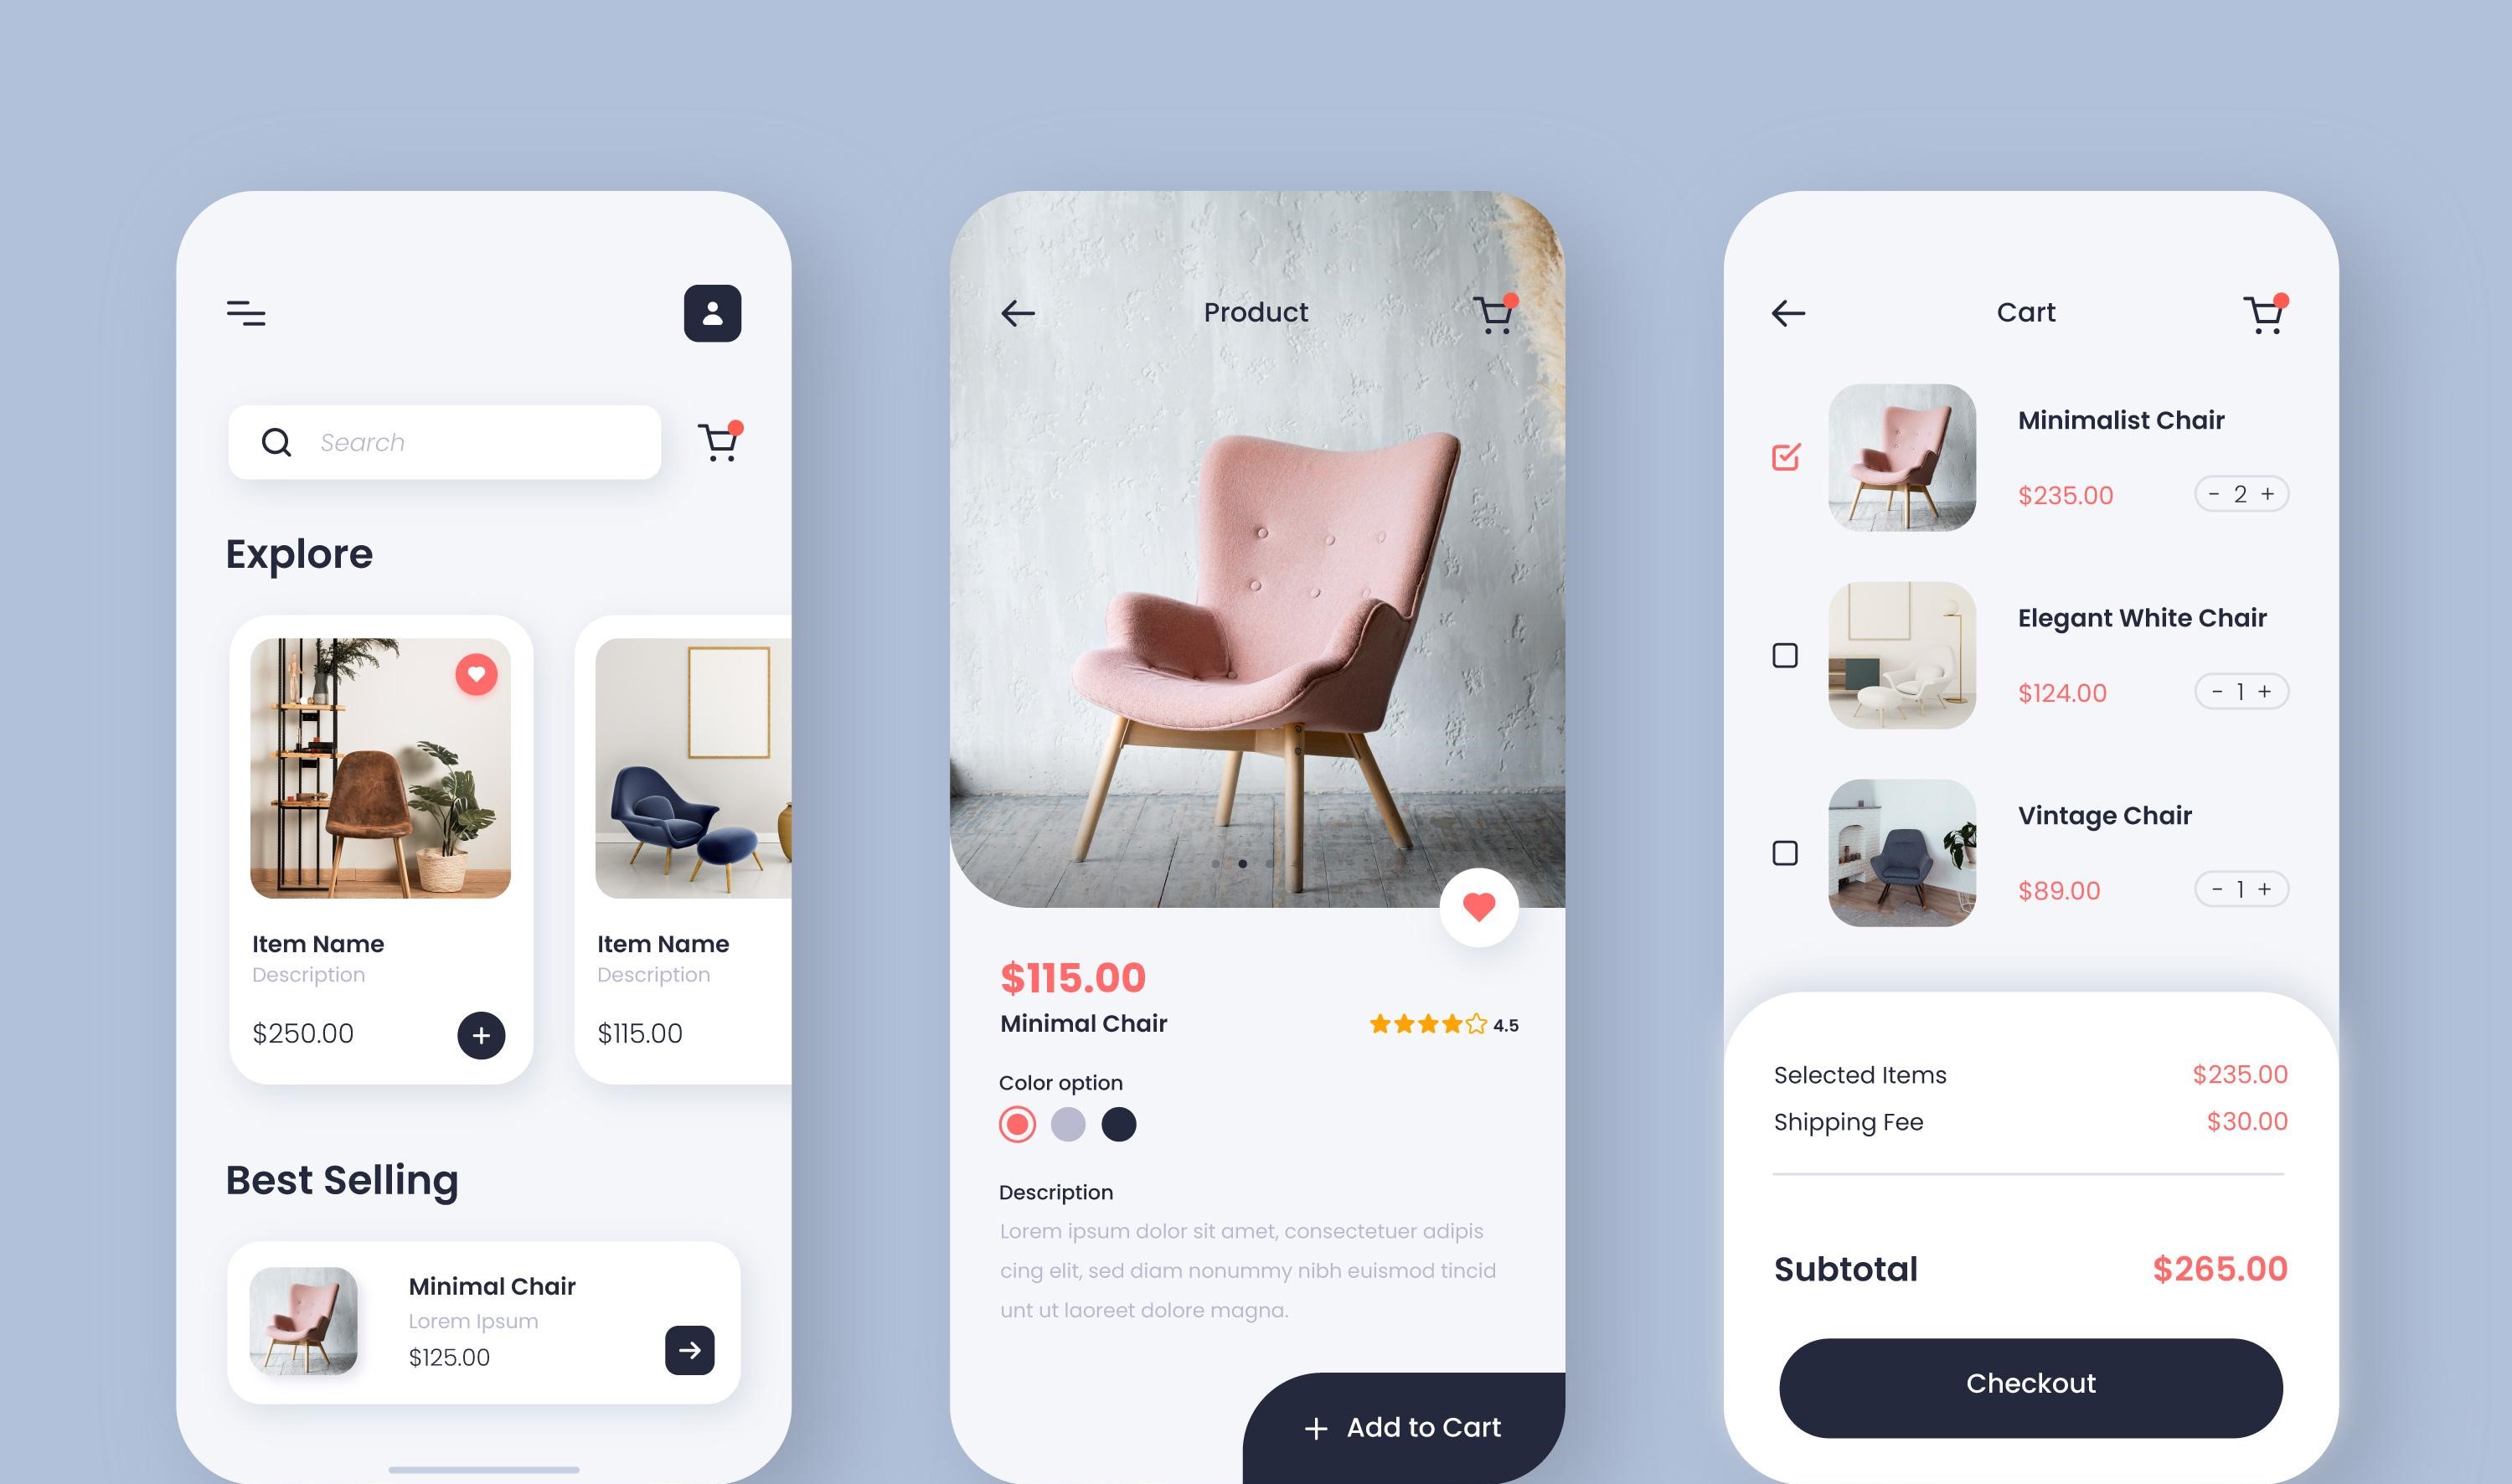 Search
Explore
Item Name
Description
$250.00
+
Item Name
Description
$115.00
Best Selling
Minimal Chair
Lorem Ipsum
$125.00
Product
$115.00
Minimal Chair
4.5
Color option
Description
Lorem ipsum dolor sit amet, consectetuer adipis
cing elit, sed diam nonummy nibh euismod tincid
unt ut laoreet dolore magna.
+ Add to Cart
Cart
Minimalist Chair
$235.00
- 2 +
Elegant White Chair
$124.00
- 1 +
Vintage Chair
$89.00
- 1 +
Selected Items $235.00
Shipping Fee $30.00
Subtotal $265.00
Checkout